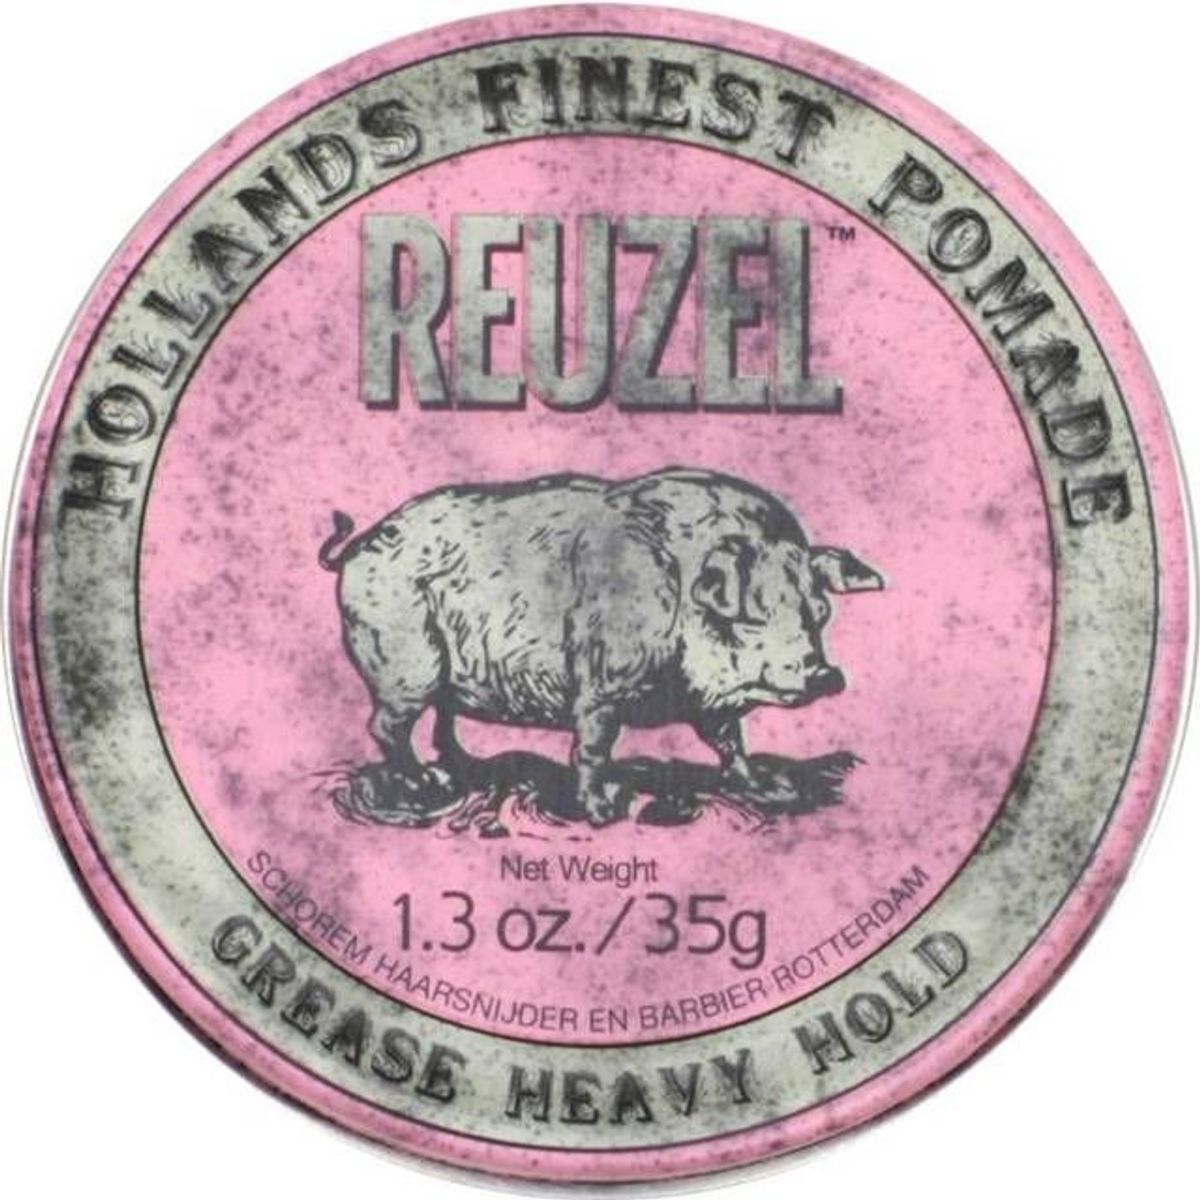 HOLLANDS FINEST POMADE
REUZEL™
Net Weight
1.3 oz./35g
SCHOREM HAARSNIJDER EN BARBIER ROTTERDAM
GREASE HEAVY HOLD